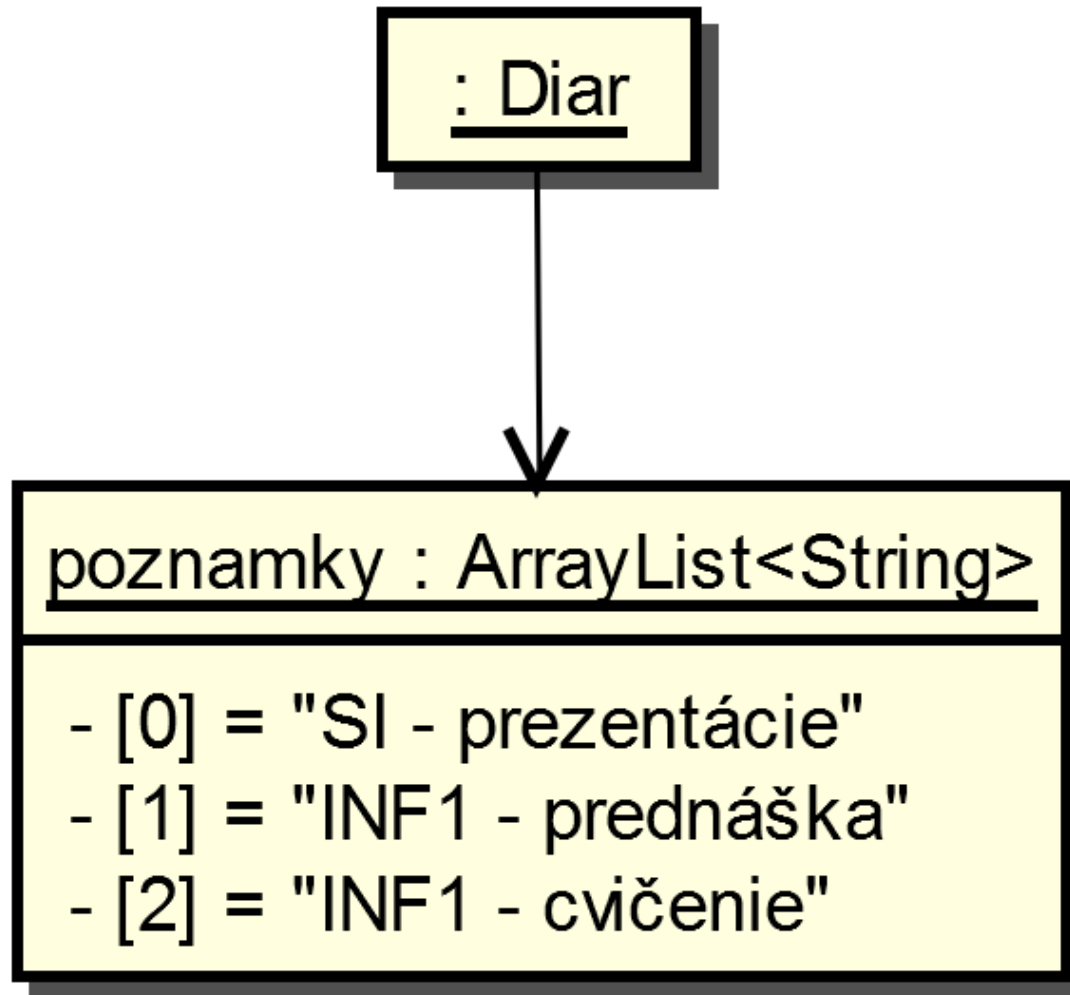 : Diar
poznamky : ArrayList<String>
- [0] = "SI - prezentácie"
- [1] = "INF1 - prednáška"
- [2] = "INF1 - cvičenie"